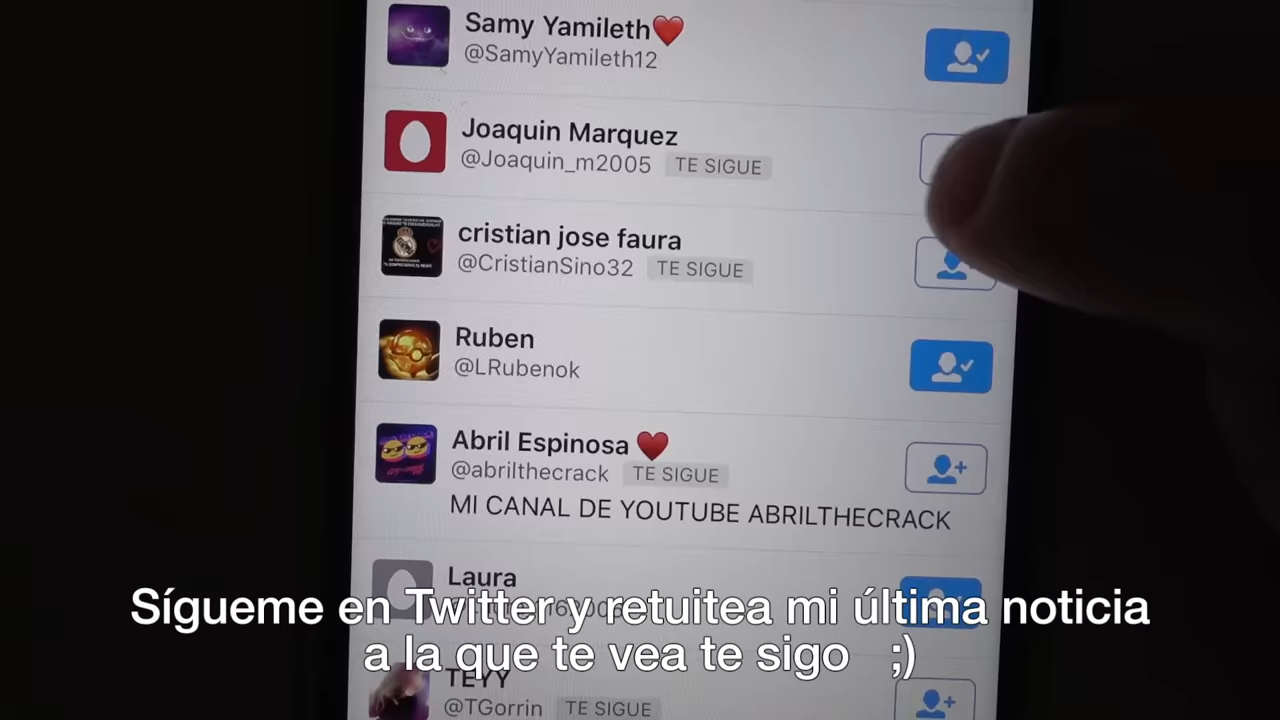 Samy Yamileth❤️
@SamyYamileth12
Joaquin Marquez
@Joaquin_m2005 TE SIGUE
cristian jose faura
@CristianSino32 TE SIGUE
Ruben
@LRubenok
Abril Espinosa ❤️
@abrilthecrack TE SIGUE
MI CANAL DE YOUTUBE ABRILTHECRACK
Laura
Sígueme en Twitter y retuitea mi última noticia
a la que te vea te sigo ;)
TEYY
@TGorrin TE SIGUE